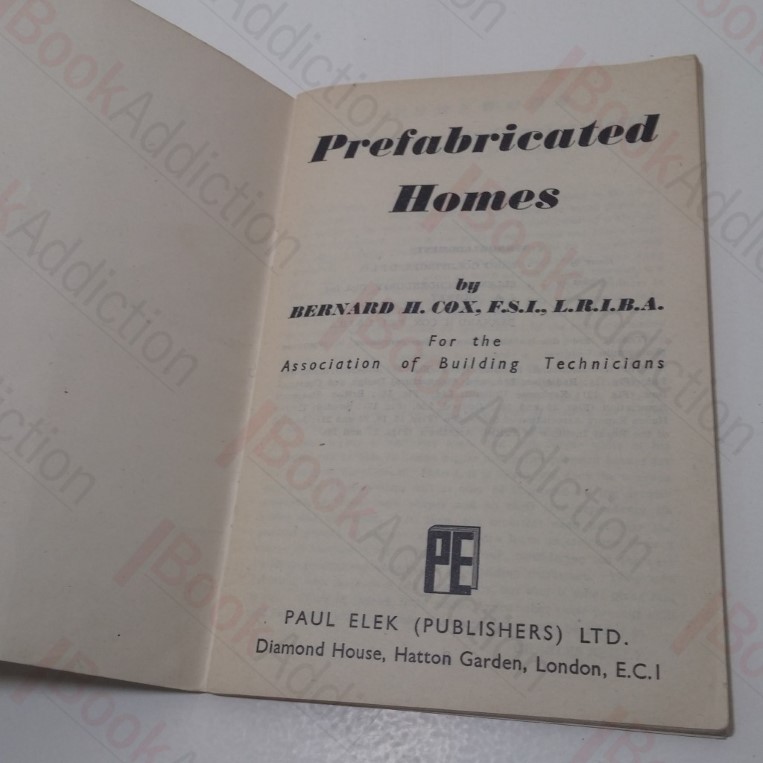 Prefabricated
Homes
by
BERNARD H. COX, F.S.I., L.R.I.B.A.
For the
Association of Building Technicians
PE
PAUL ELEK (PUBLISHERS) LTD.
Diamond House, Hatton Garden, London, E.C.1
BookAddiction